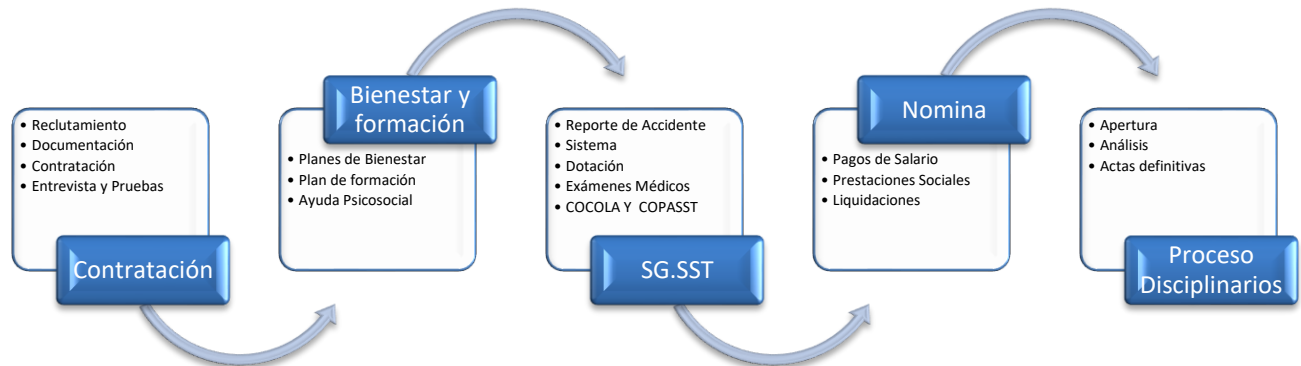 • Reclutamiento
• Documentación
• Contratación
• Entrevista y Pruebas
Contratación
Bienestar y
formación
• Planes de Bienestar
• Plan de formación
• Ayuda Psicosocial
• Reporte de Accidente
• Sistema
• Dotación
• Exámenes Médicos
• COCOLA Y COPASST
SG.SST
Nomina
• Pagos de Salario
• Prestaciones Sociales
• Liquidaciones
• Apertura
• Análisis
• Actas definitivas
Proceso
Disciplinarios